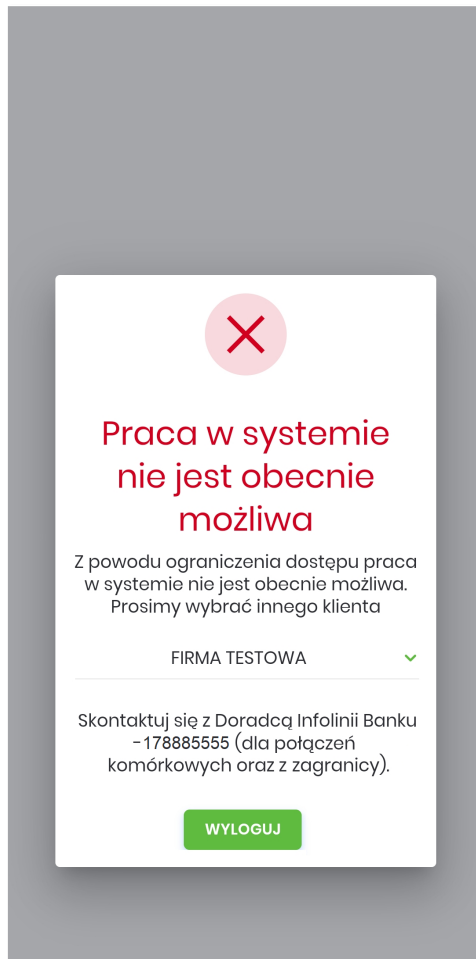 Praca w systemie
nie jest obecnie
możliwa
Z powodu ograniczenia dostępu praca
w systemie nie jest obecnie możliwa.
Prosimy wybrać innego klienta
FIRMA TESTOWA
Skontaktuj się z Doradcą Infolinii Banku
-178885555 (dla połączeń
komórkowych oraz z zagranicy).
WYLOGUJ